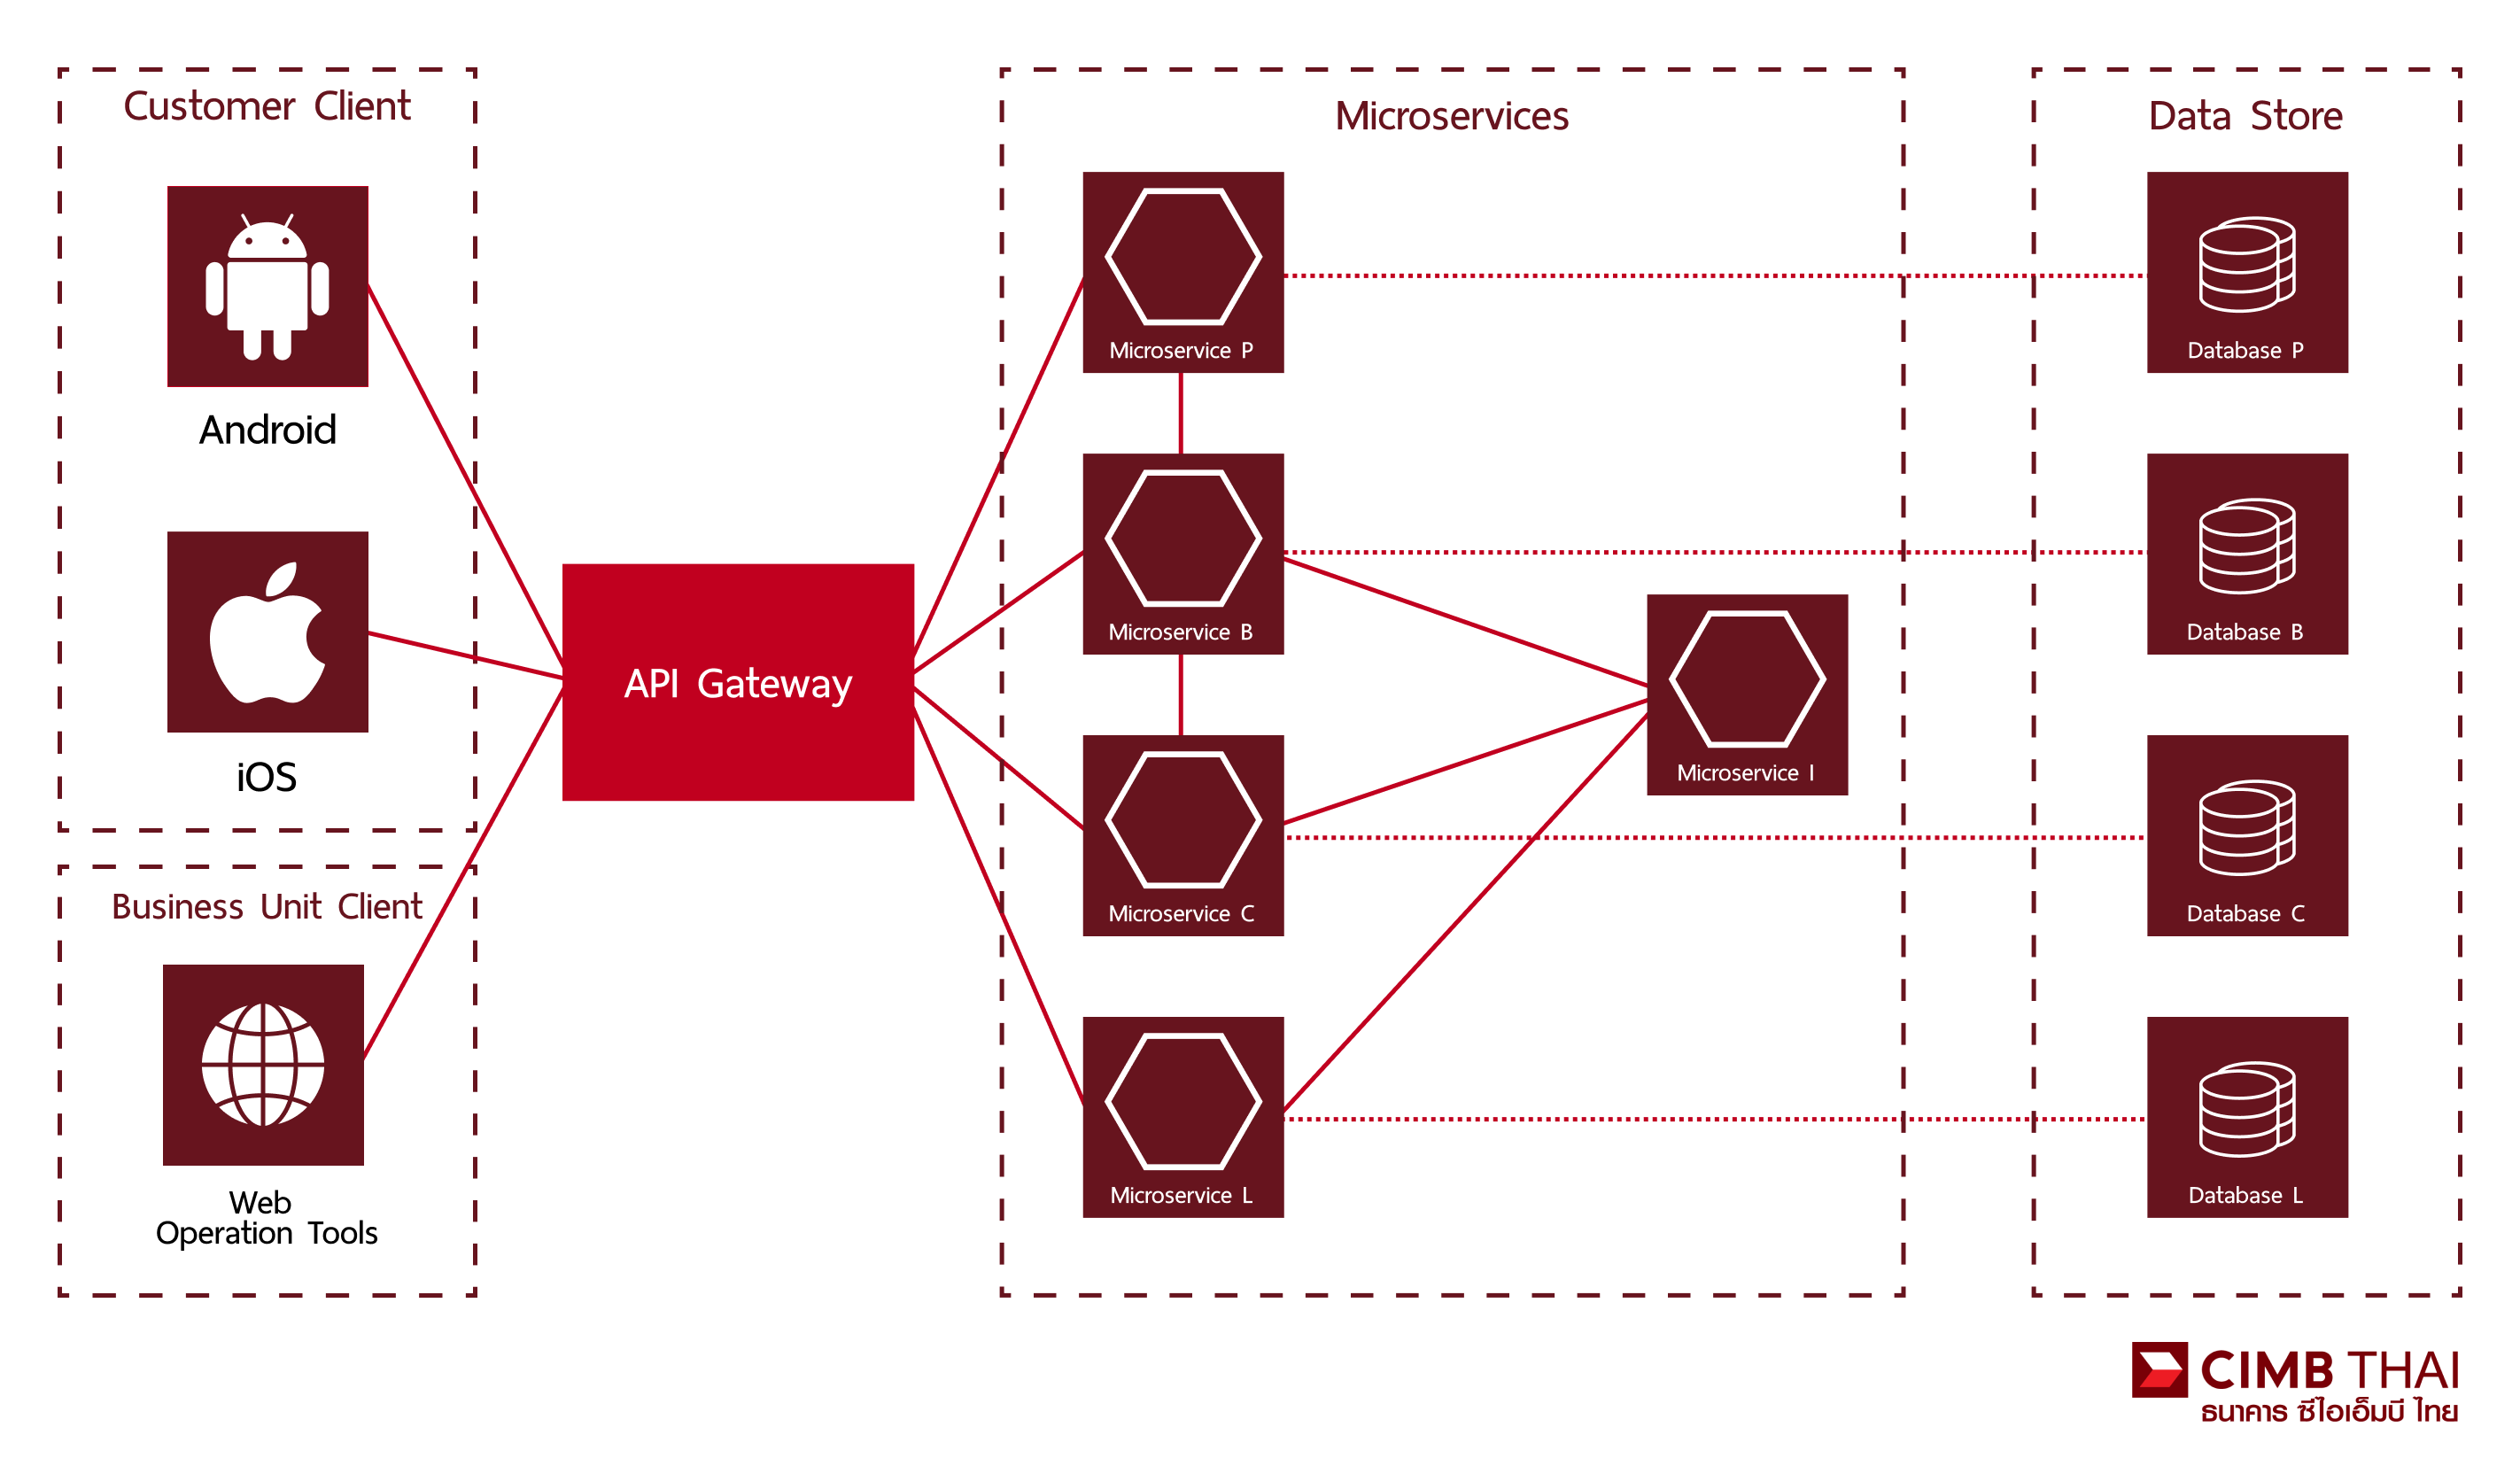 Customer Client
Android
iOS
Business Unit Client
Web
Operation Tools
API Gateway
Microservices
Microservice P
Microservice B
Microservice I
Microservice C
Microservice L
Data Store
Database P
Database B
Database C
Database L
CIMB THAI
ธนาคาร ซีไอเอ็มบี ไทย